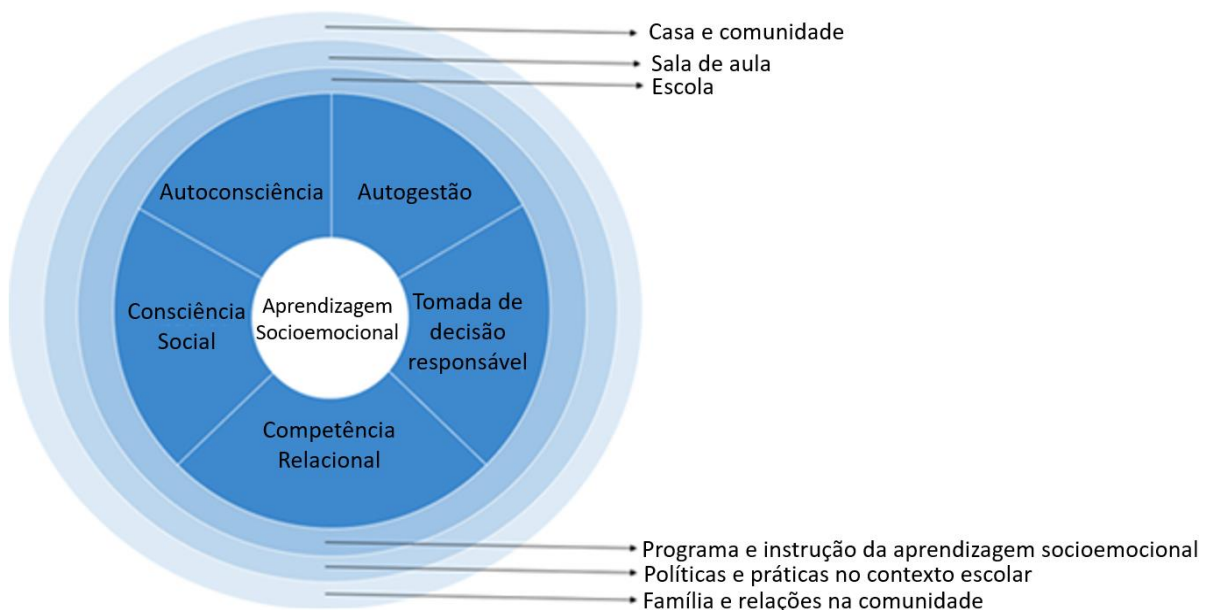 Casa e comunidade
Sala de aula
Escola
Autoconsciência
Autogestão
Consciência
Social
Aprendizagem
Socioemocional
Tomada de
decisão
responsável
Competência
Relacional
Programa e instrução da aprendizagem socioemocional
Políticas e práticas no contexto escolar
Família e relações na comunidade